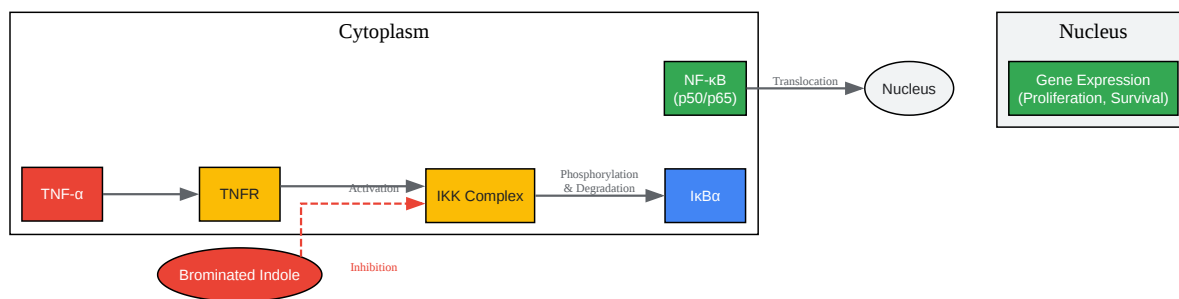 Cytoplasm
Nucleus
NF-κB
(p50/p65)
Translocation
Nucleus
Gene Expression
(Proliferation, Survival)
TNF-α
TNFR
Activation
IKK Complex
Phosphorylation
& Degradation
IκBα
Brominated Indole
Inhibition